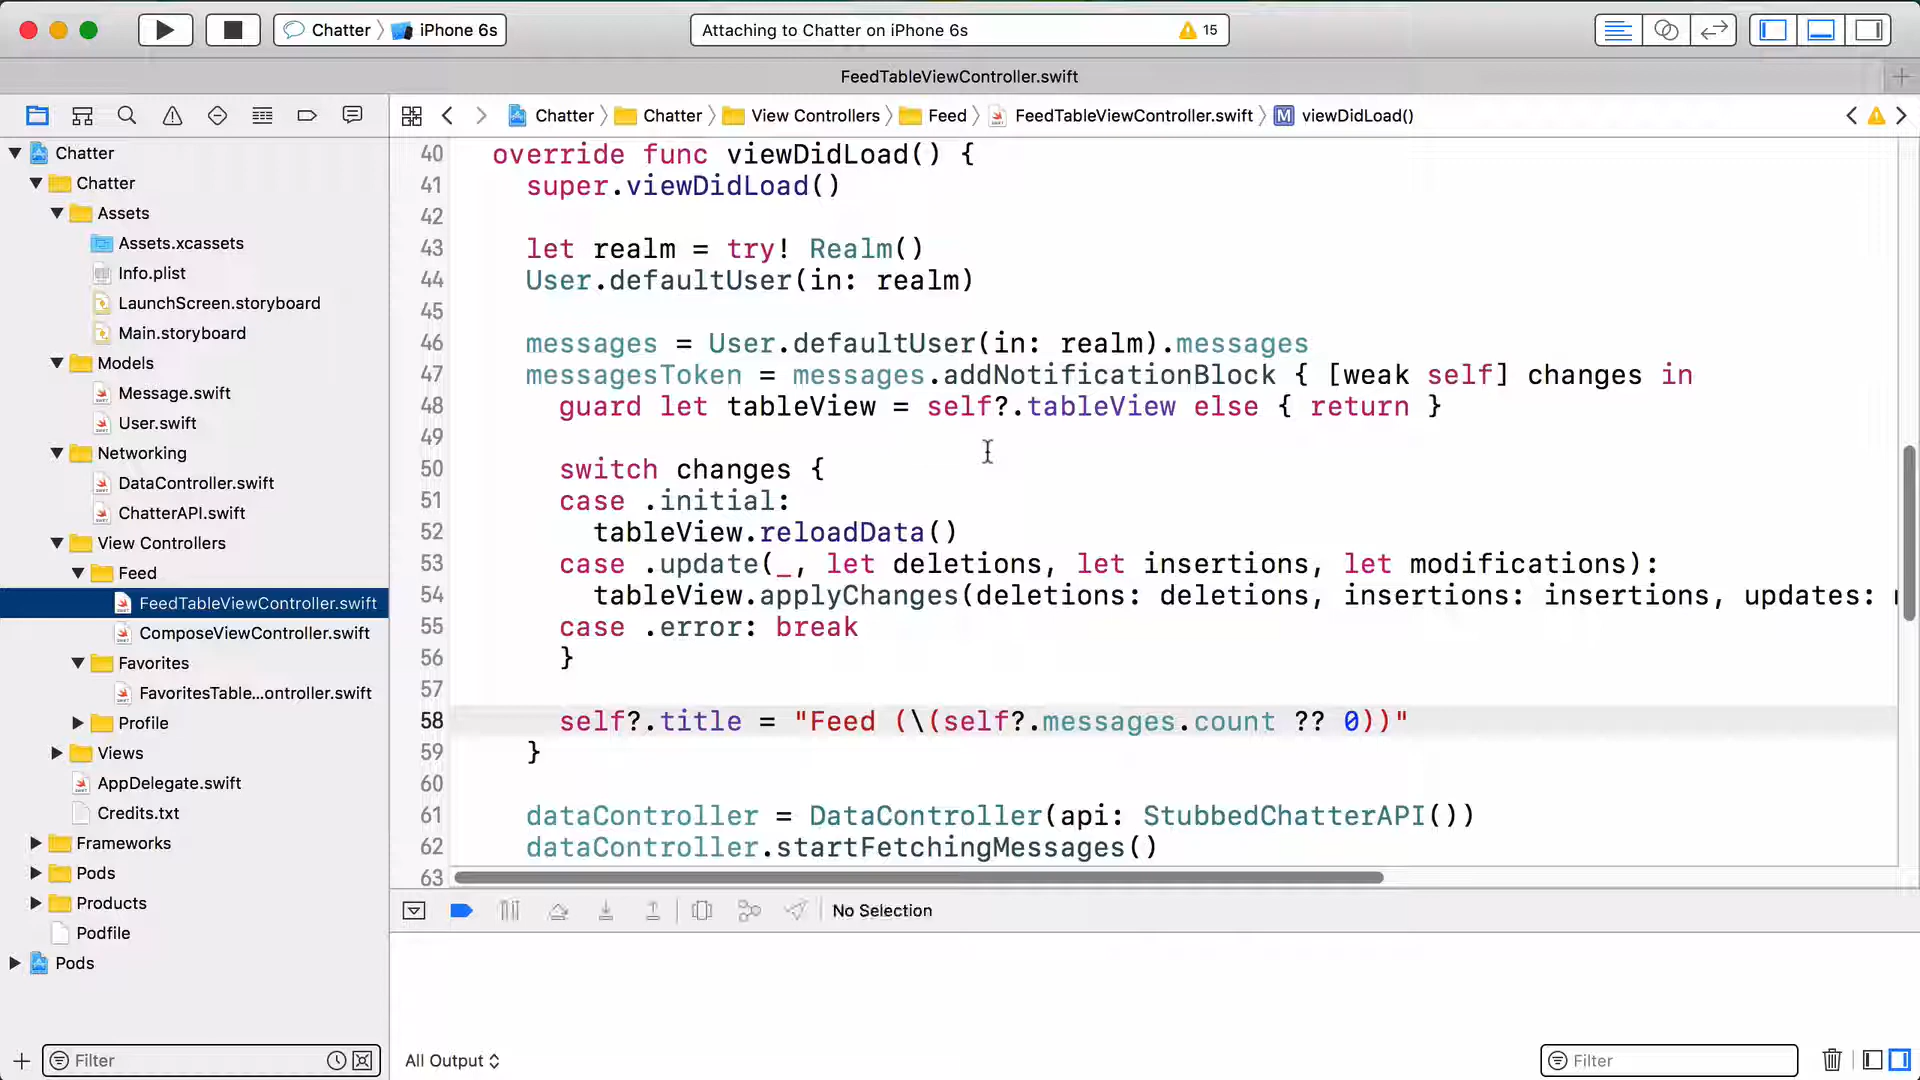 Chatter
iPhone 6s
Attaching to Chatter on iPhone 6s
15
FeedTableViewController.swift
Chatter
Chatter
View Controllers
Feed
FeedTableViewController.swift
M
viewDidLoad()
Chatter
Chatter
Assets
Assets.xcassets
Info.plist
LaunchScreen.storyboard
Main.storyboard
Models
Message.swift
User.swift
Networking
DataController.swift
ChatterAPI.swift
View Controllers
Feed
FeedTableViewController.swift
ComposeViewController.swift
Favorites
FavoritesTable...ontroller.swift
Profile
Views
AppDelegate.swift
Credits.txt
Frameworks
Pods
Products
Podfile
Pods
Filter
40 override func viewDidLoad() {
41 super.viewDidLoad()
42
43 let realm = try! Realm()
44 User.defaultUser(in: realm)
45
46 messages = User.defaultUser(in: realm).messages
47 messagesToken = messages.addNotificationBlock { [weak self] changes in
48 guard let tableView = self?.tableView else { return }
49
50 switch changes {
51 case .initial:
52 tableView.reloadData()
53 case .update(_, let deletions, let insertions, let modifications):
54 tableView.applyChanges(deletions: deletions, insertions: insertions, updates:
55 case .error: break
56 }
57
58 self?.title = "Feed (\(self?.messages.count ?? 0))"
59 }
60
61 dataController = DataController(api: StubbedChatterAPI())
62 dataController.startFetchingMessages()
63
No Selection
All Output
Filter